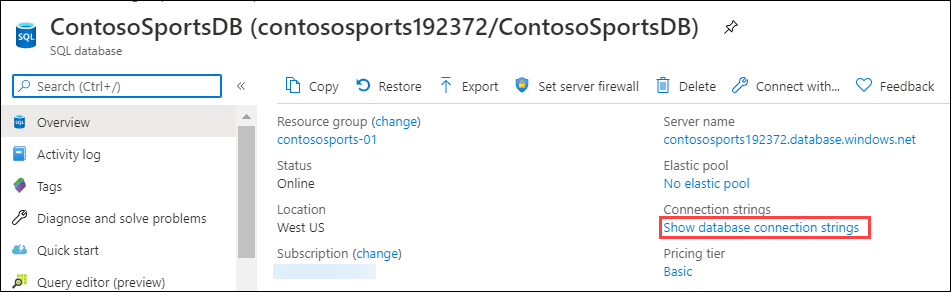 ContosoSportsDB (contososports192372/ContosoSportsDB)
SQL
SQL database
Search (Ctrl+/)
«
Copy
Restore
Export
Set server firewall
Delete
Connect with...
Feedback
SQL
Overview
Activity log
Tags
Diagnose and solve problems
Quick start
Query editor (preview)
Resource group (change)
contososports-01
Status
Online
Location
West US
Subscription (change)
Server name
contososports192372.database.windows.net
Elastic pool
No elastic pool
Connection strings
Show database connection strings
Pricing tier
Basic